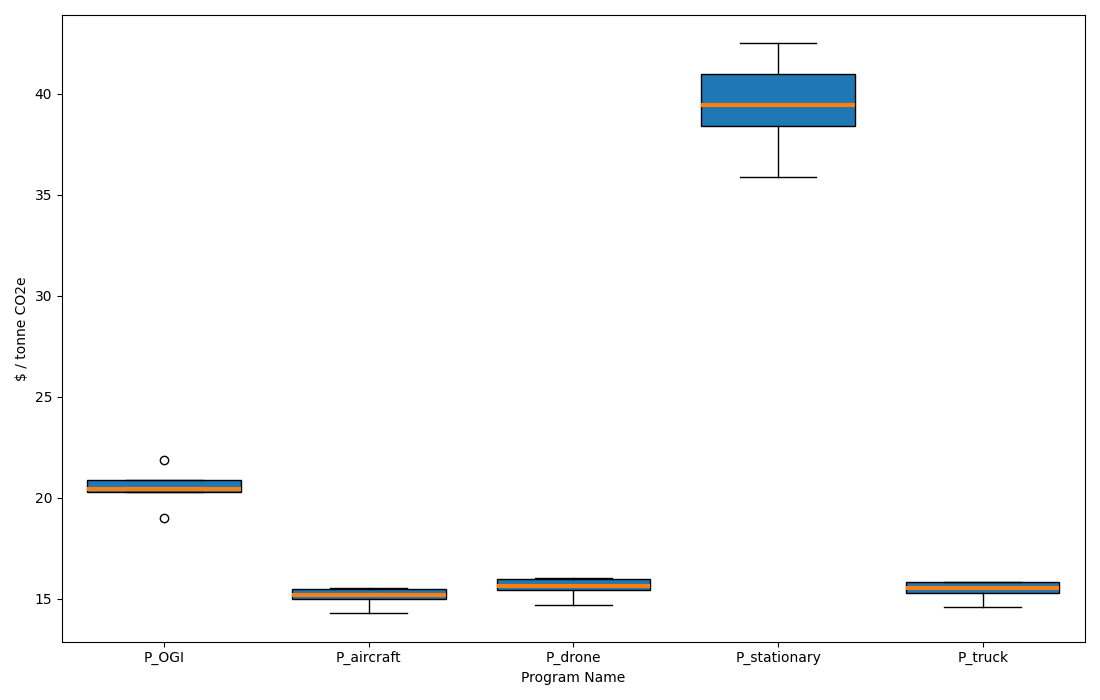 40
35
30
25
20
15
$ / tonne CO2e
P_OGI
P_aircraft
P_drone
P_stationary
P_truck
Program Name